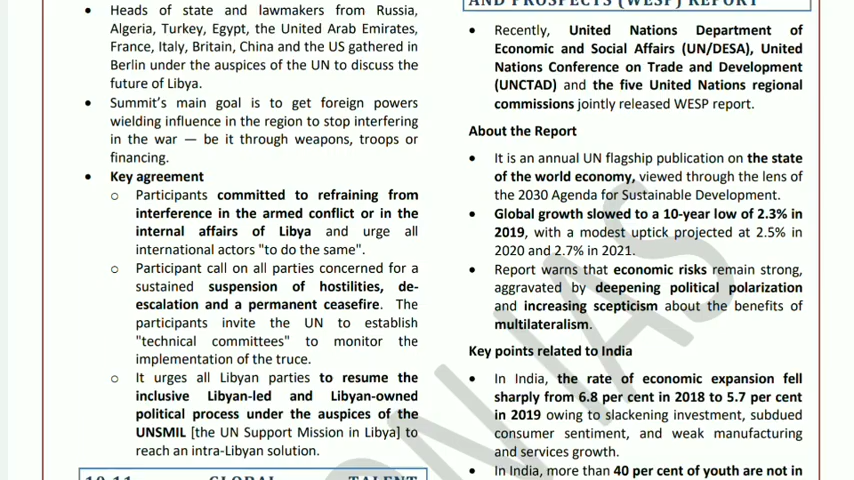 Heads of state and lawmakers from Russia,
Algeria, Turkey, Egypt, the United Arab Emirates,
France, Italy, Britain, China and the US gathered in
Berlin under the auspices of the UN to discuss the
future of Libya.
Summit's main goal is to get foreign powers
wielding influence in the region to stop interfering
in the war — be it through weapons, troops or
financing.
Key agreement
Participants committed to refraining from
interference in the armed conflict or in the
internal affairs of Libya and urge all
international actors "to do the same".
Participant call on all parties concerned for a
sustained suspension of hostilities, de-
escalation and a permanent ceasefire. The
participants invite the UN to establish
"technical committees" to monitor the
implementation of the truce.
It urges all Libyan parties to resume the
inclusive Libyan-led and Libyan-owned
political process under the auspices of the
UNSMIL [the UN Support Mission in Libya] to
reach an intra-Libyan solution.
10.11 GLOBAL TALENT
AND PROSPECTS (WESP) REPORT
Recently, United Nations Department of
Economic and Social Affairs (UN/DESA), United
Nations Conference on Trade and Development
(UNCTAD) and the five United Nations regional
commissions jointly released WESP report.
About the Report
It is an annual UN flagship publication on the state
of the world economy, viewed through the lens of
the 2030 Agenda for Sustainable Development.
Global growth slowed to a 10-year low of 2.3% in
2019, with a modest uptick projected at 2.5% in
2020 and 2.7% in 2021.
Report warns that economic risks remain strong,
aggravated by deepening political polarization
and increasing scepticism about the benefits of
multilateralism.
Key points related to India
In India, the rate of economic expansion fell
sharply from 6.8 per cent in 2018 to 5.7 per cent
in 2019 owing to slackening investment, subdued
consumer sentiment, and weak manufacturing
and services growth.
In India, more than 40 per cent of youth are not in
ON IAS